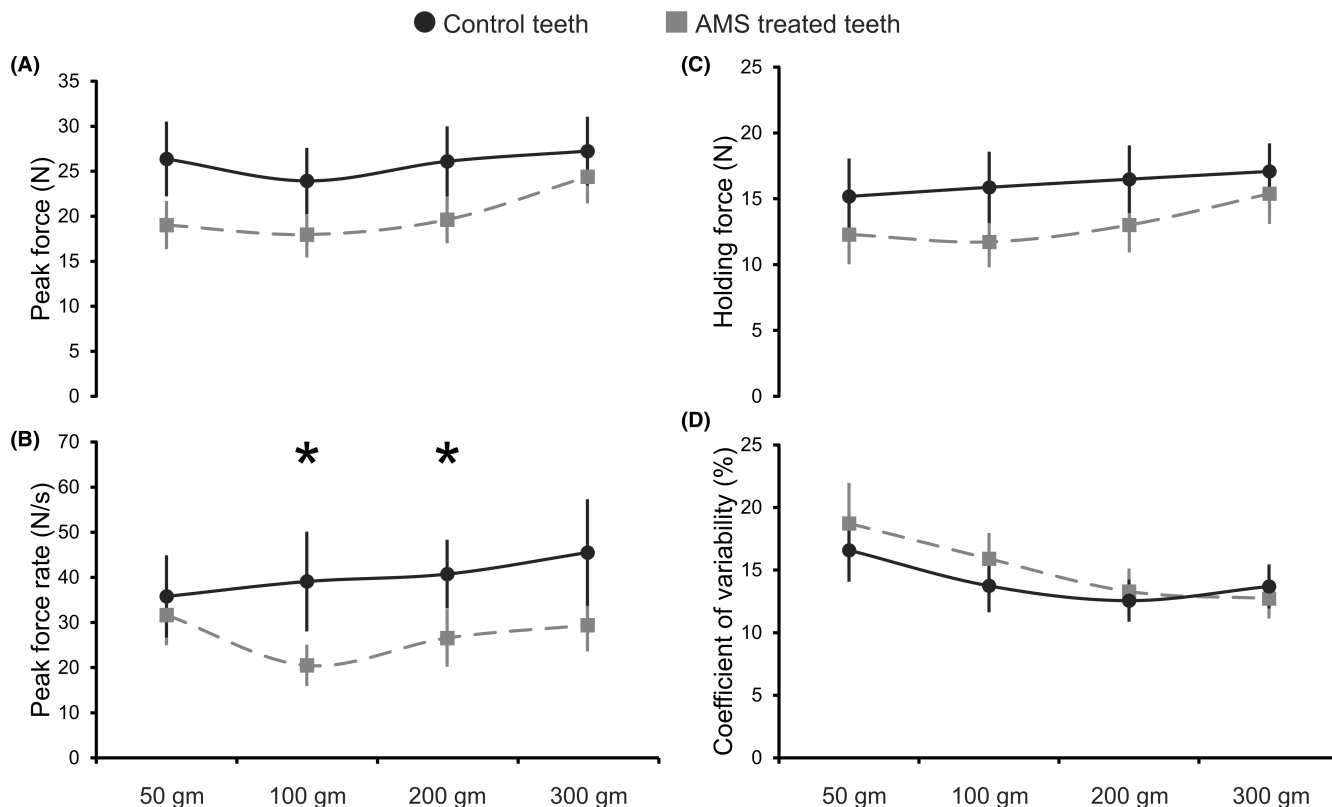 Control teeth AMS treated teeth
(A)
35
30
25
20
15
10
5
0
Peak force (N)
(C)
25
20
15
10
5
0
Holding force (N)
(B)
70
60
50
40
30
20
10
0
Peak force rate (N/s)
* *
50 gm 100 gm 200 gm 300 gm
(D)
25
20
15
10
5
0
Coefficient of variability (%)
50 gm 100 gm 200 gm 300 gm